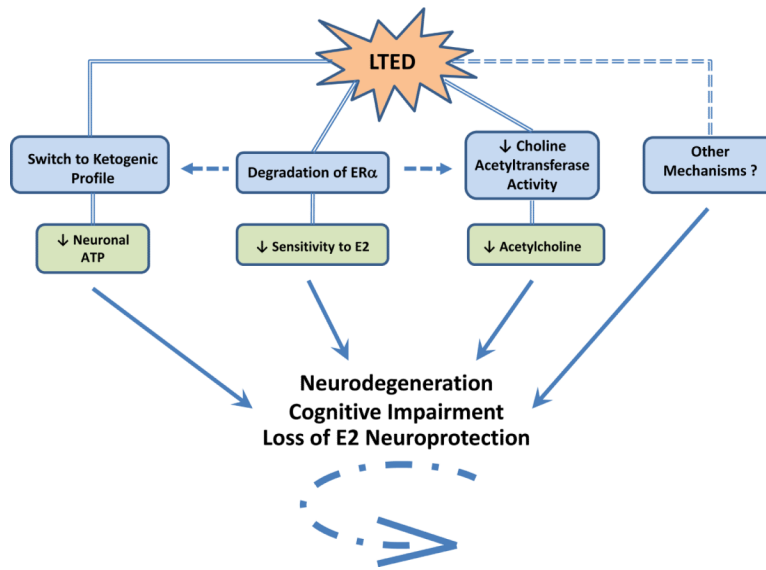 LTED
Switch to Ketogenic
Profile
Degradation of ERα
↓ Choline
Acetyltransferase
Activity
Other
Mechanisms ?
↓ Neuronal
ATP
↓ Sensitivity to E2
↓ Acetylcholine
Neurodegeneration
Cognitive Impairment
Loss of E2 Neuroprotection